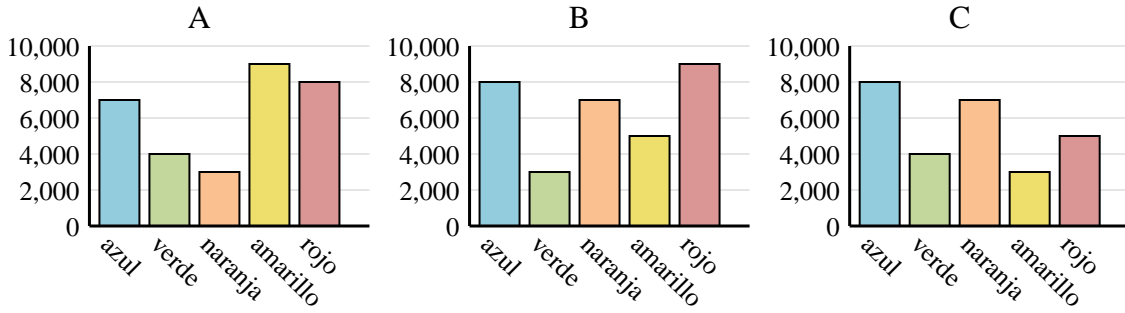 A
10,000
8,000
6,000
4,000
2,000
0
azul
verde
naranja
amarillo
rojo
B
10,000
8,000
6,000
4,000
2,000
0
azul
verde
naranja
amarillo
rojo
C
10,000
8,000
6,000
4,000
2,000
0
azul
verde
naranja
amarillo
rojo